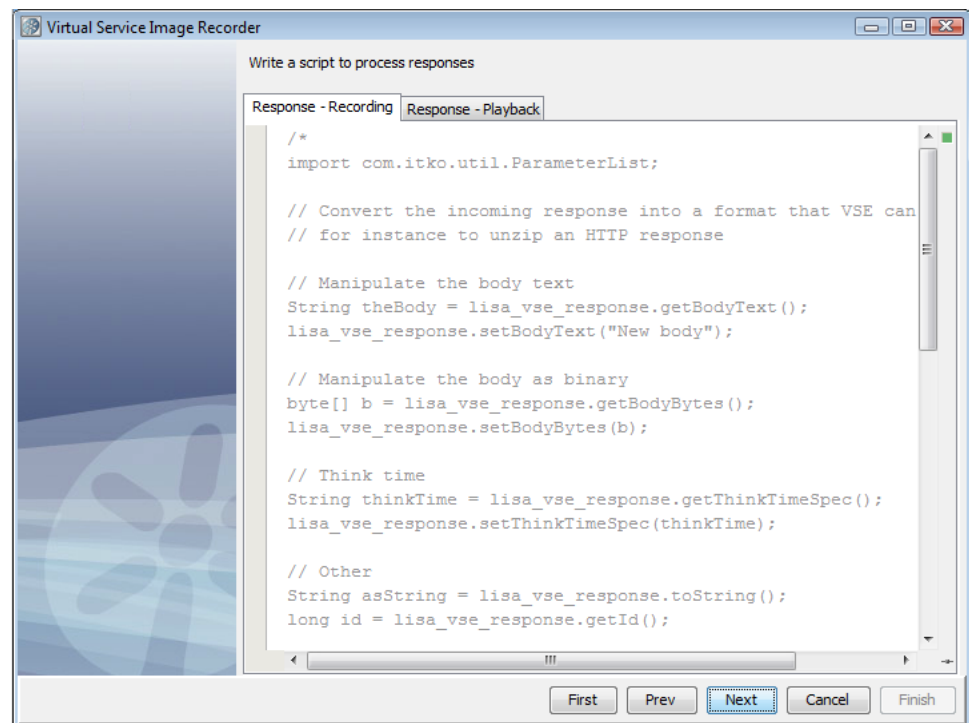 Virtual Service Image Recorder
Write a script to process responses
Response - Recording Response - Playback
/*
import com.itko.util.ParameterList;
// Convert the incoming response into a format that VSE can
// for instance to unzip an HTTP response
// Manipulate the body text
String theBody = lisa_vse_response.getBodyText();
lisa_vse_response.setBodyText("New body");
// Manipulate the body as binary
byte[] b = lisa_vse_response.getBodyBytes();
lisa_vse_response.setBodyBytes(b);
// Think time
String thinkTime = lisa_vse_response.getThinkTimeSpec();
lisa_vse_response.setThinkTimeSpec(thinkTime);
// Other
String asString = lisa_vse_response.toString();
long id = lisa_vse_response.getId();
First Prev Next Cancel Finish